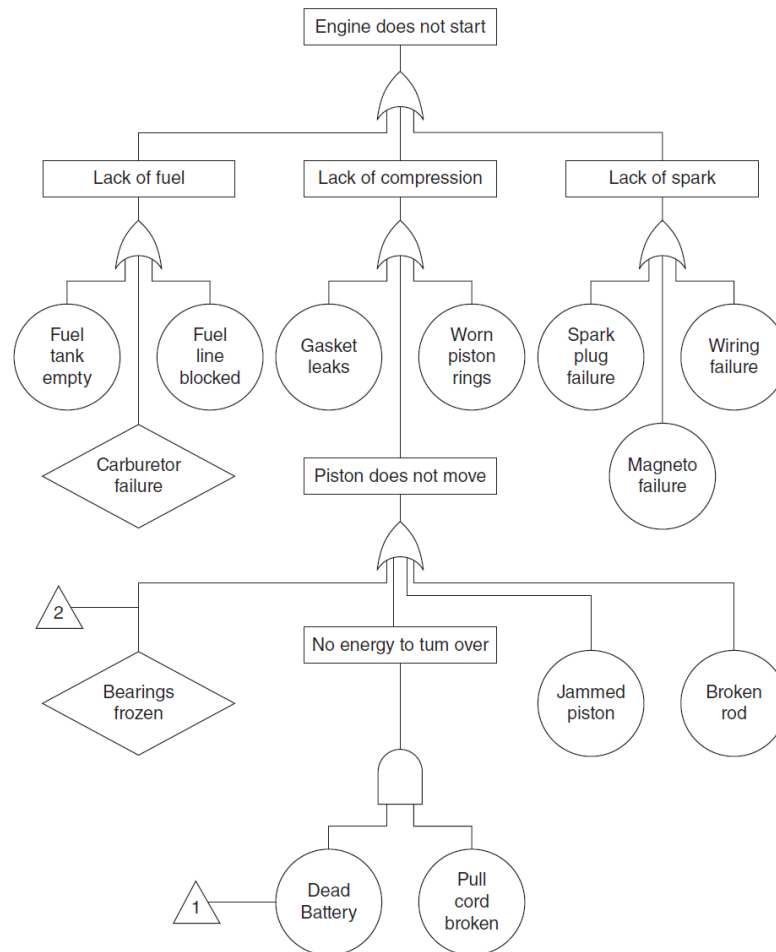 Engine does not start
Lack of fuel
Lack of compression
Lack of spark
Fuel
tank
empty
Fuel
line
blocked
Gasket
leaks
Worn
piston
rings
Spark
plug
failure
Wiring
failure
Carburetor
failure
Piston does not move
Magneto
failure
2
No energy to tum over
Bearings
frozen
Jammed
piston
Broken
rod
1
Dead
Battery
Pull
cord
broken